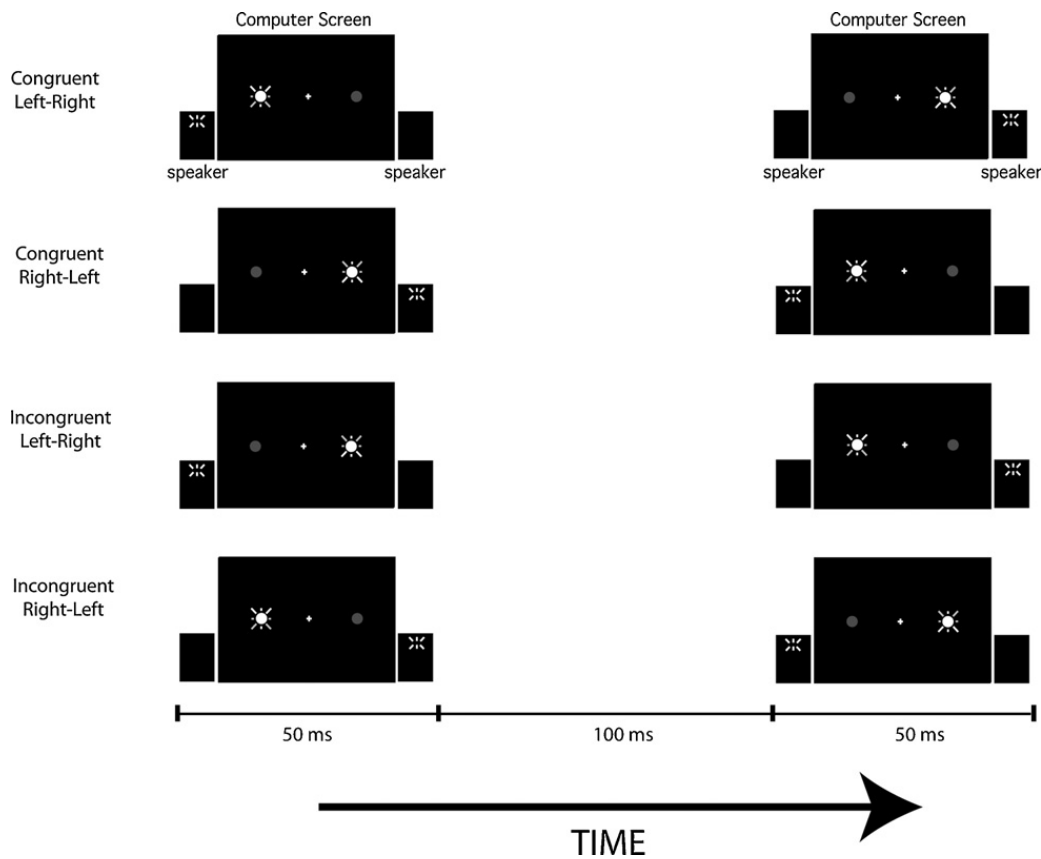 Computer Screen
Computer Screen
Congruent
Left-Right
speaker
speaker
speaker
speaker
Congruent
Right-Left
Incongruent
Left-Right
Incongruent
Right-Left
50 ms
100 ms
50 ms
TIME